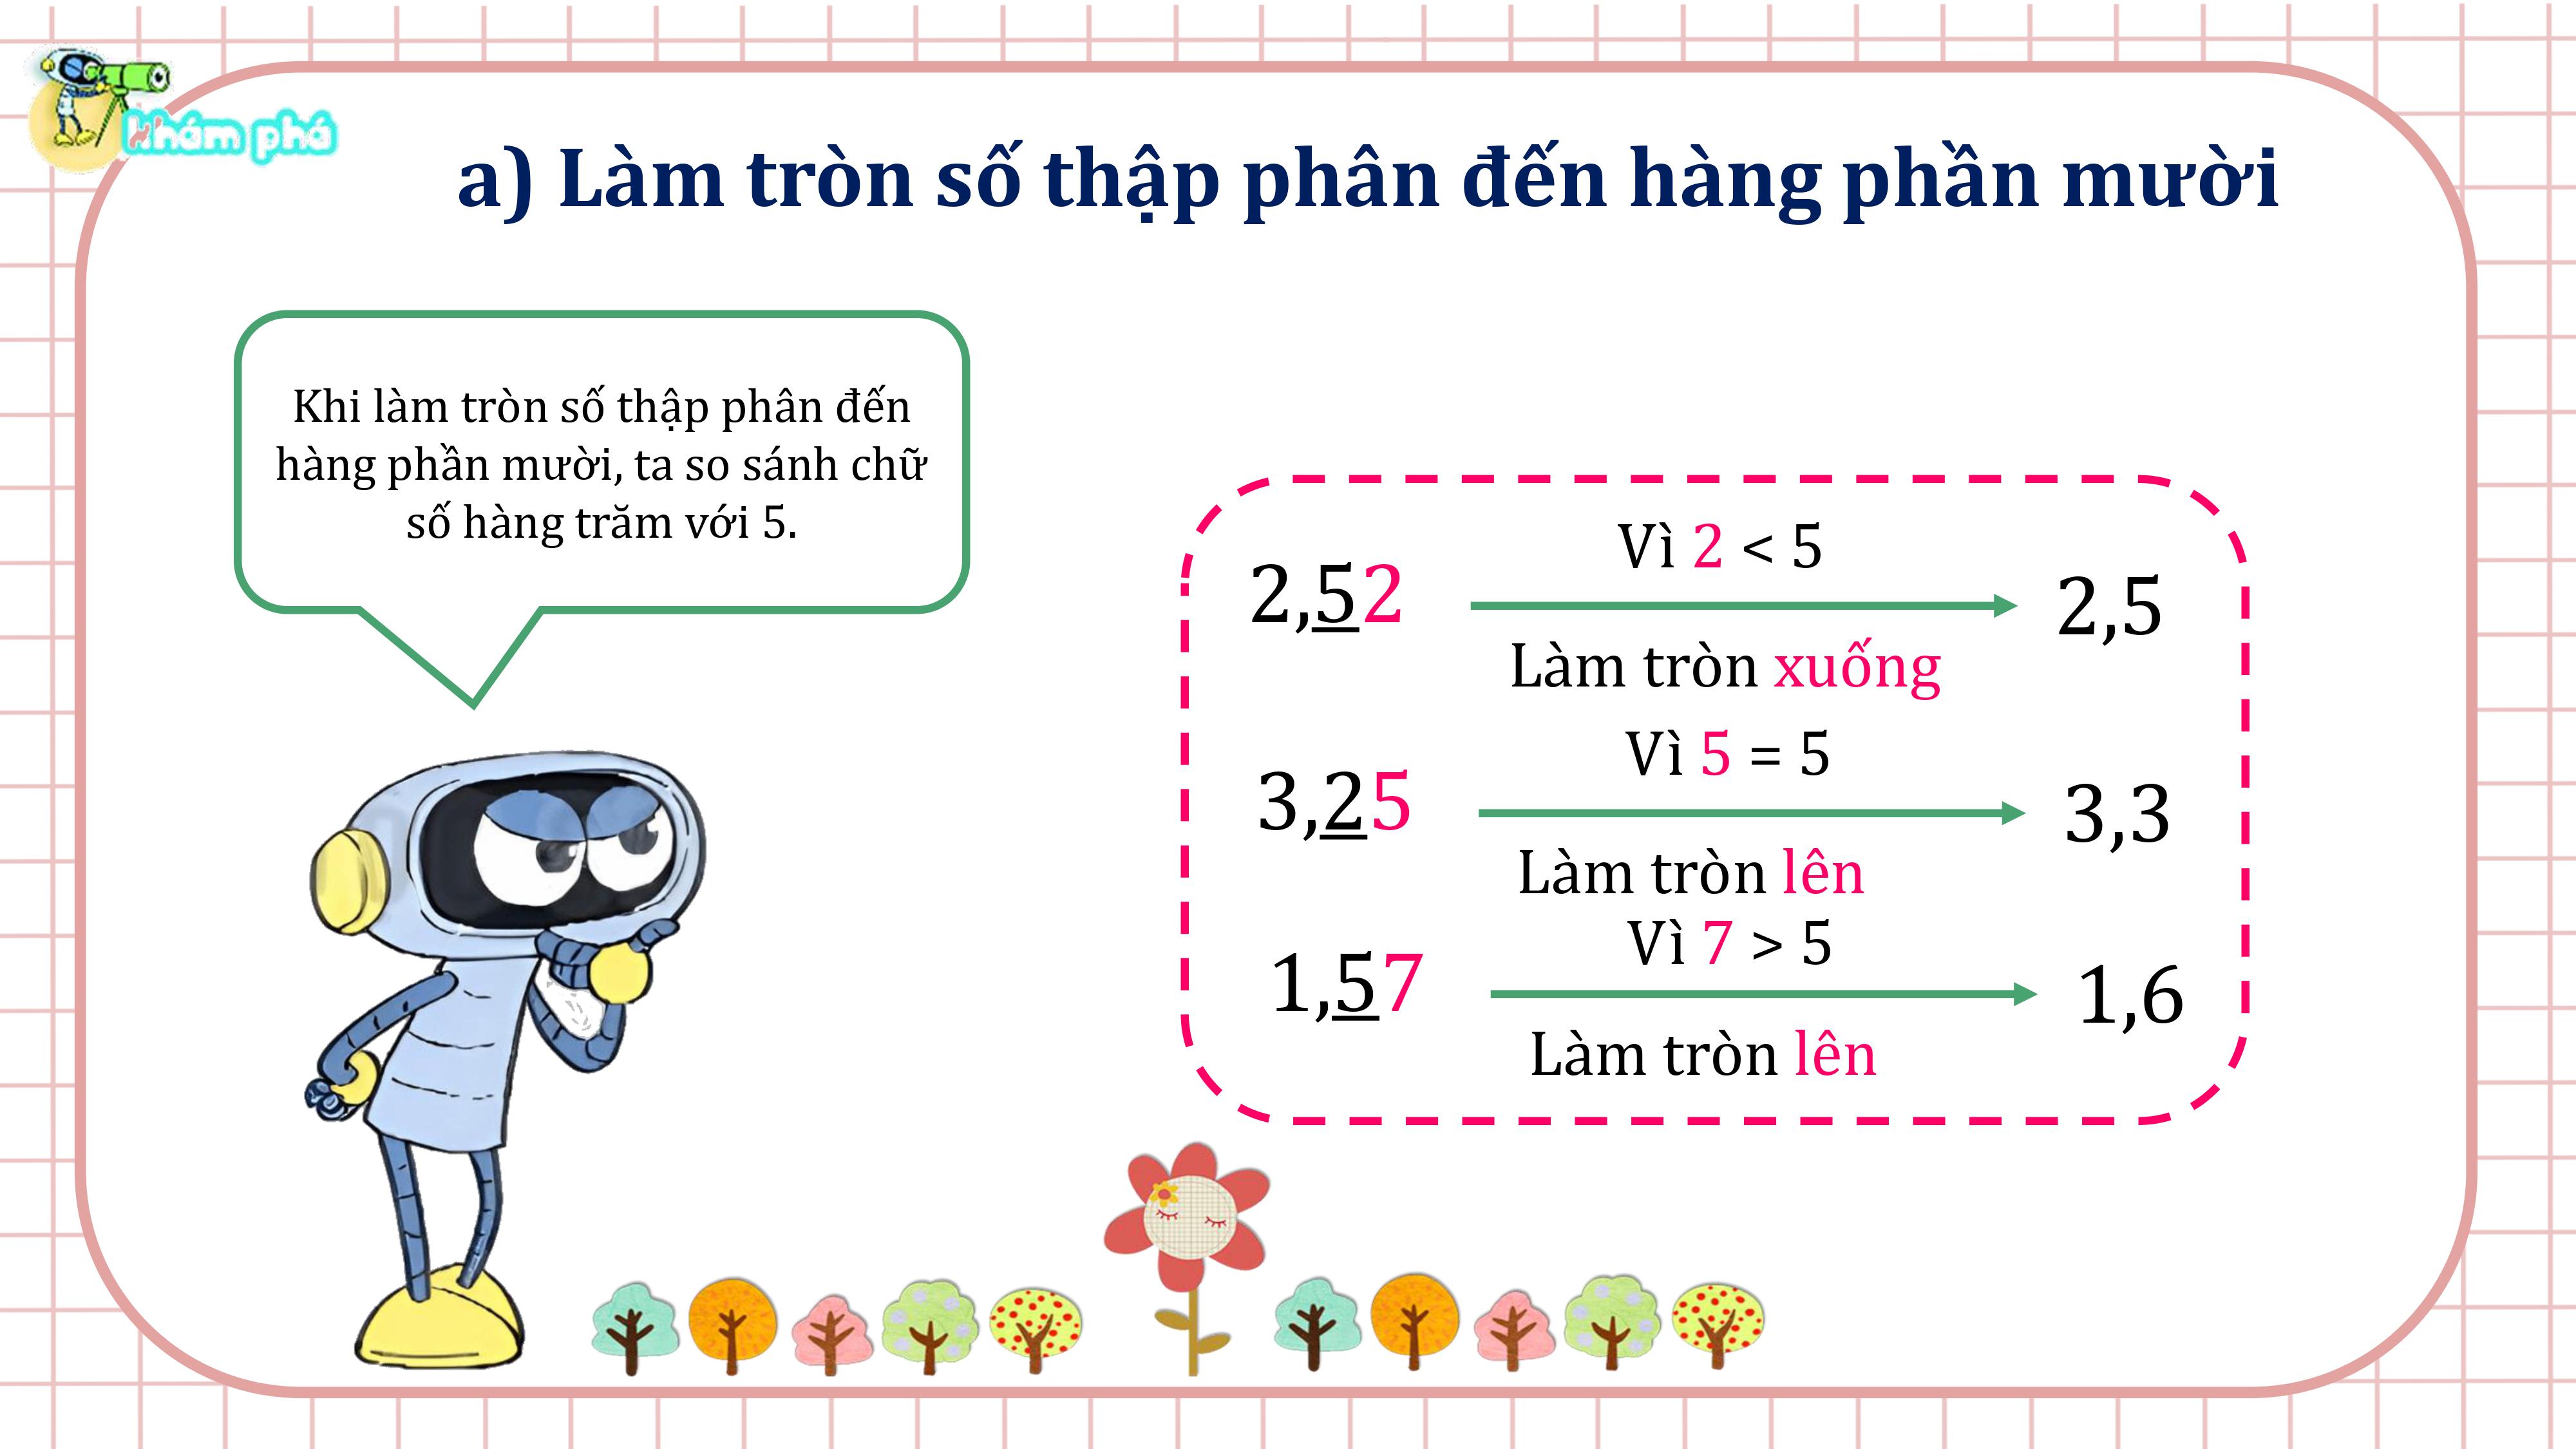 khám phá
a) Làm tròn số thập phân đến hàng phần mười
Khi làm tròn số thập phân đến
hàng phần mười, ta so sánh chữ
số hàng trăm với 5.
Vì 2 < 5
2,52
2,5
Làm tròn xuống
Vì 5 = 5
3,25
3,3
Làm tròn lên
Vì 7 > 5
1,57
1,6
Làm tròn lên